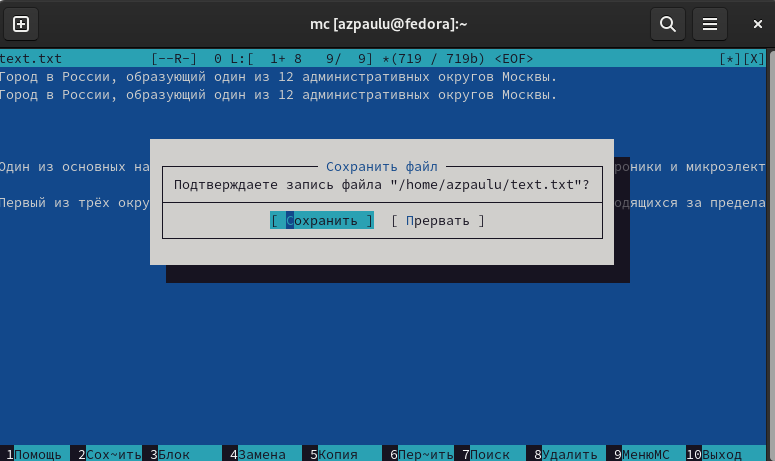 mc [azpaulu@fedora]:~
text.txt [--R-] 0 L:[ 1+ 8 9/ 9] *(719 / 719b) <EOF> [*][X]
Город в России, образующий один из 12 административных округов Москвы.
Город в России, образующий один из 12 административных округов Москвы.
Сохранить файл
Один из основных на роники и микроэлект
Подтверждаете запись файла "/home/azpaulu/text.txt"?
Первый из трёх окру одящихся за предела
[ Сохранить ] [ Прервать ]
1Помощь 2Сох~ить 3Блок 4Замена 5Копия 6Пер~ить 7Поиск 8Удалить 9МенюМС 10Выход